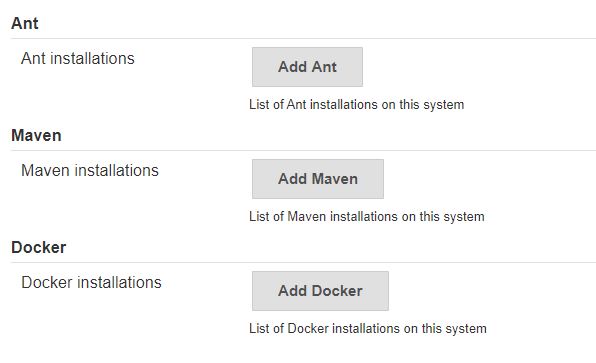 Ant
Ant installations
Add Ant
List of Ant installations on this system
Maven
Maven installations
Add Maven
List of Maven installations on this system
Docker
Docker installations
Add Docker
List of Docker installations on this system